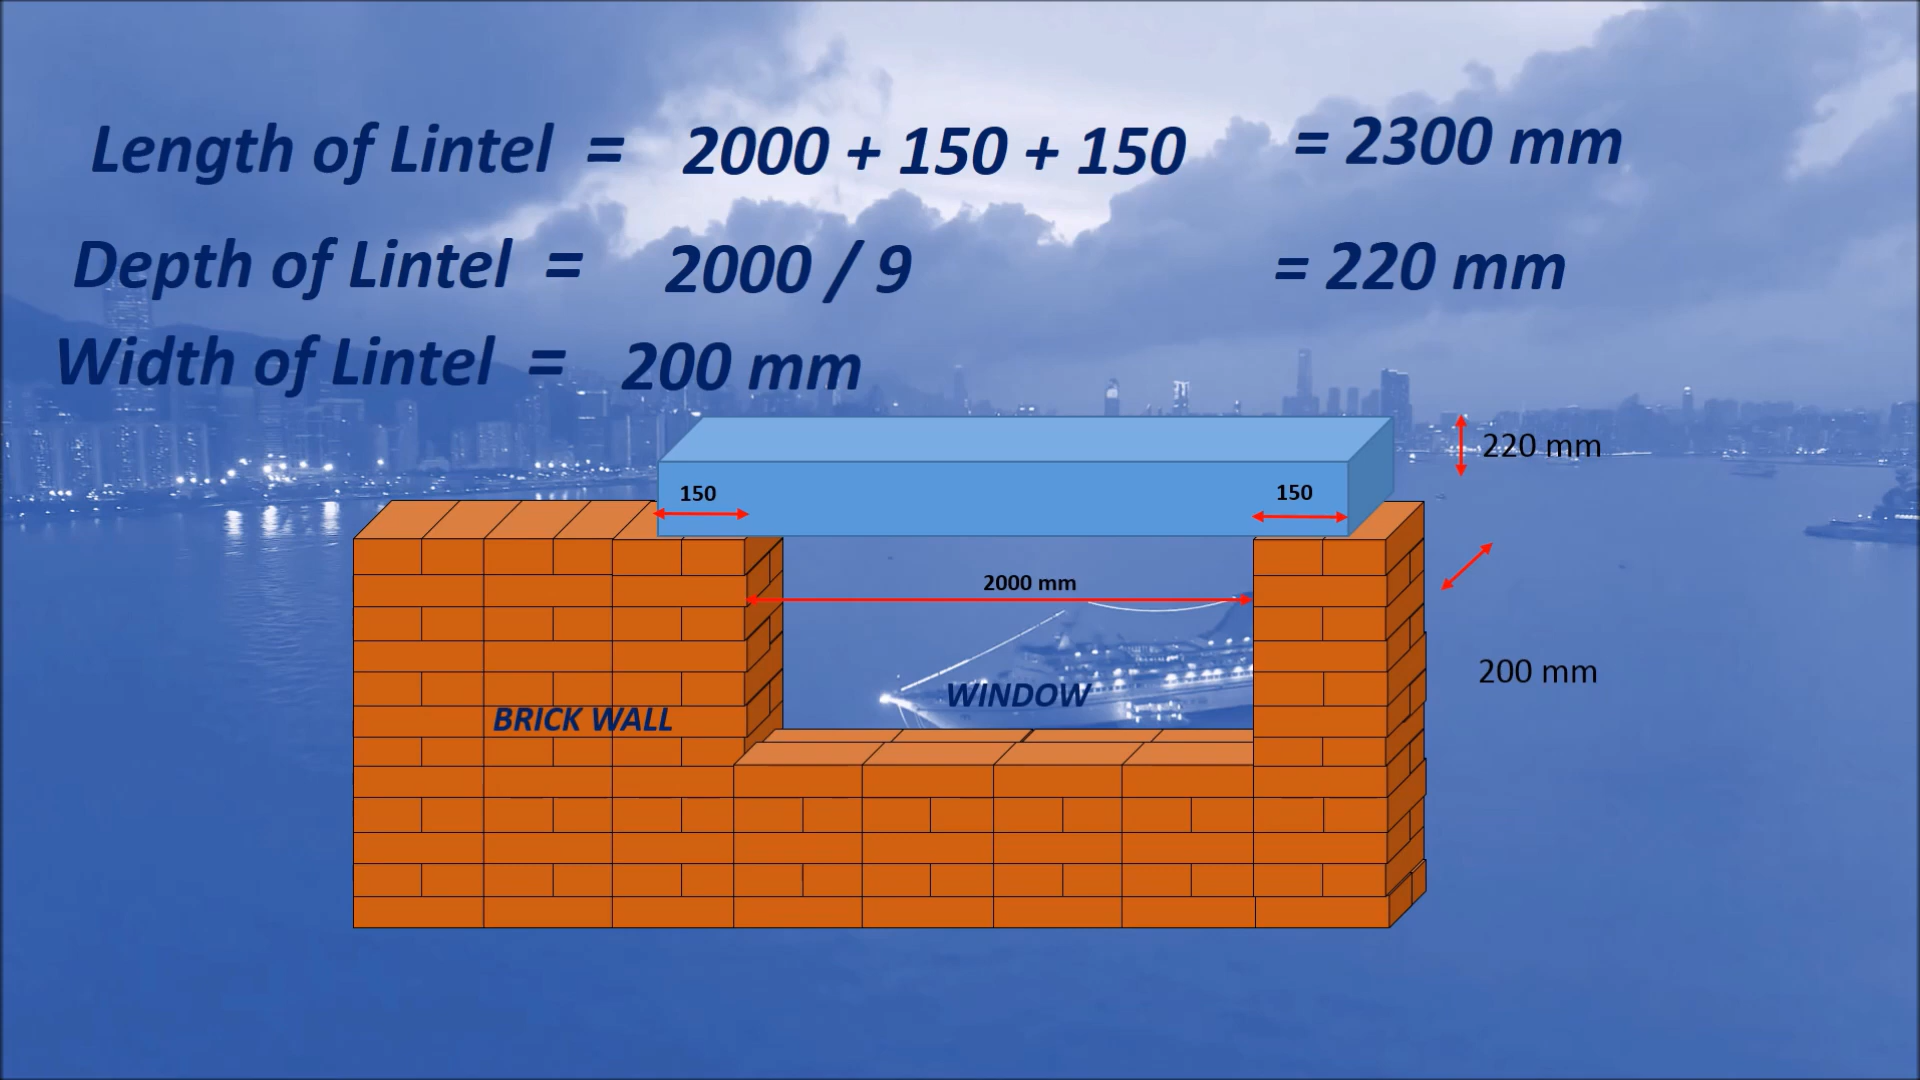 Length of Lintel = 2000 + 150 + 150 = 2300 mm
Depth of Lintel = 2000 / 9 = 220 mm
Width of Lintel = 200 mm
220 mm
150
150
2000 mm
200 mm
WINDOW
BRICK WALL